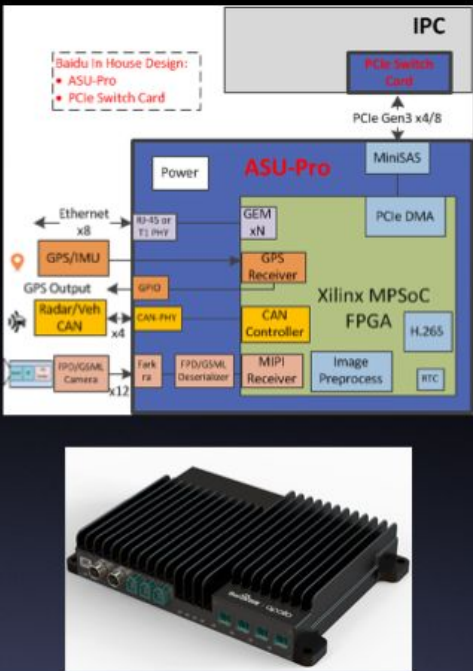 IPC
Baidu In House Design:
• ASU-Pro
• PCIe Switch Card
PCIe Switch
Card
PCIe Gen3 x4/8
MiniSAS
Power
ASU-Pro
Ethernet
x8
RJ-45 or
T1 PHY
GEM
xN
PCIe DMA
GPS/IMU
GPS
Receiver
GPS Output
GPIO
Xilinx MPSoC
FPGA
Radar/Veh
CAN
x4
CAN-PHY
CAN
Controller
H.265
FPD/GSML
Camera
x12
Fark
ra
FPD/GSML
Deserializer
MIPI
Receiver
Image
Preprocess
RTC
apollo